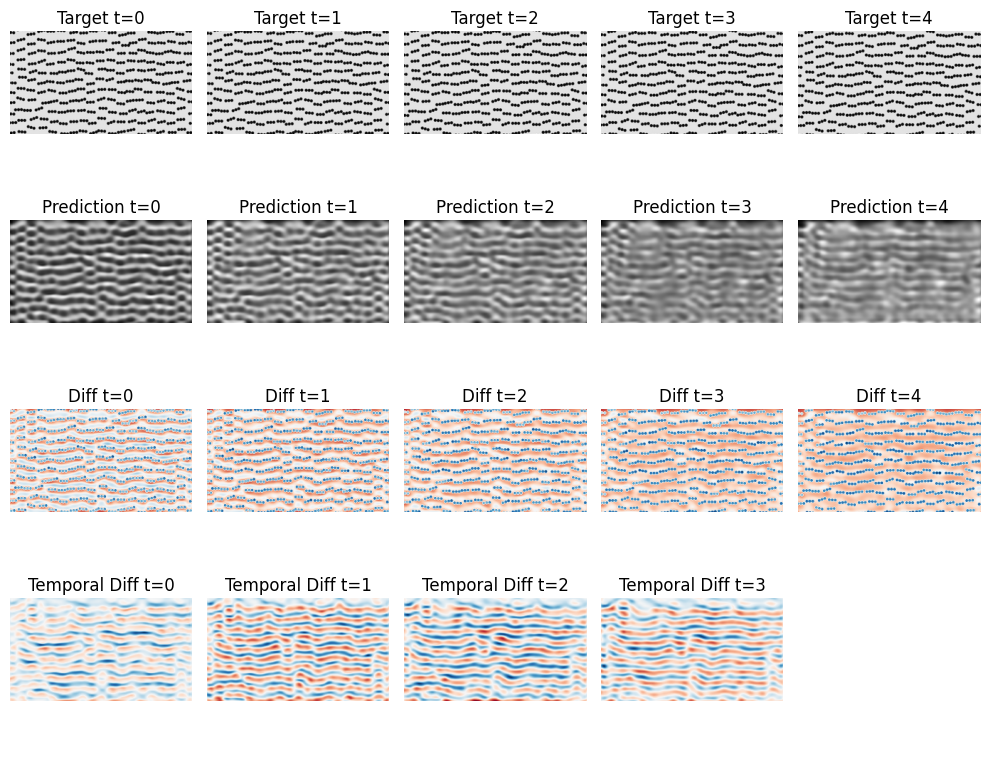 Target t=0
Target t=1
Target t=2
Target t=3
Target t=4
Prediction t=0
Prediction t=1
Prediction t=2
Prediction t=3
Prediction t=4
Diff t=0
Diff t=1
Diff t=2
Diff t=3
Diff t=4
Temporal Diff t=0
Temporal Diff t=1
Temporal Diff t=2
Temporal Diff t=3